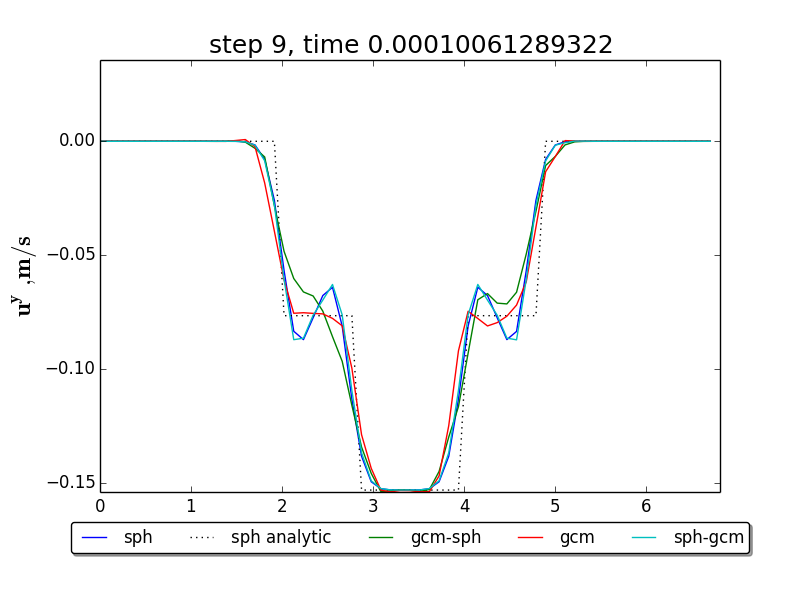 step 9, time 0.00010061289322
u^y ,m/s
0.00
−0.05
−0.10
−0.15
0 1 2 3 4 5 6
sph sph analytic gcm-sph gcm sph-gcm